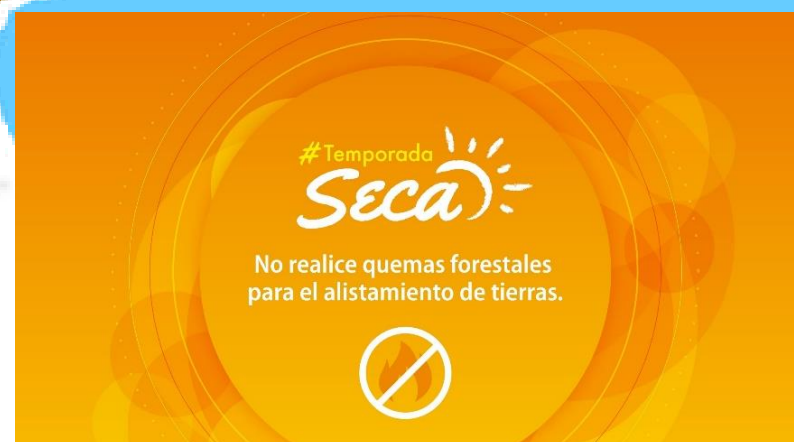 #Temporada
Seca
No realice quemas forestales
para el alistamiento de tierras.